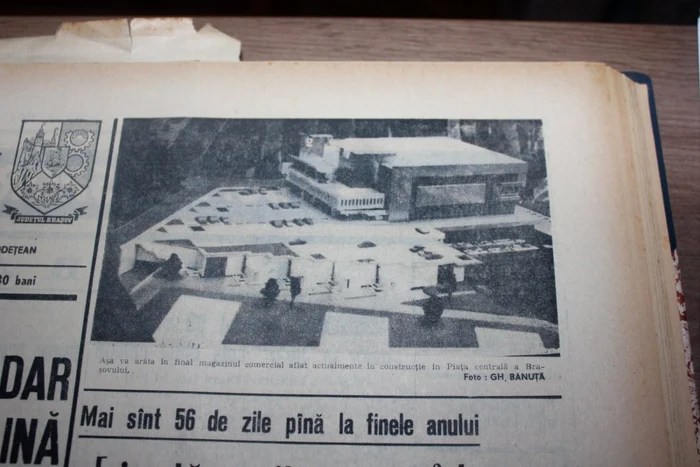 JUDEȚUL BRAȘOV
DEȚEAN
30 bani
DAR
INĂ
Așa va arăta în final magazinul comercial aflat actualmente în construcție în Piața centrală a Bra-
șovului.
Foto : GH. BĂNUȚĂ
Mai sînt 56 de zile pînă la finele anului